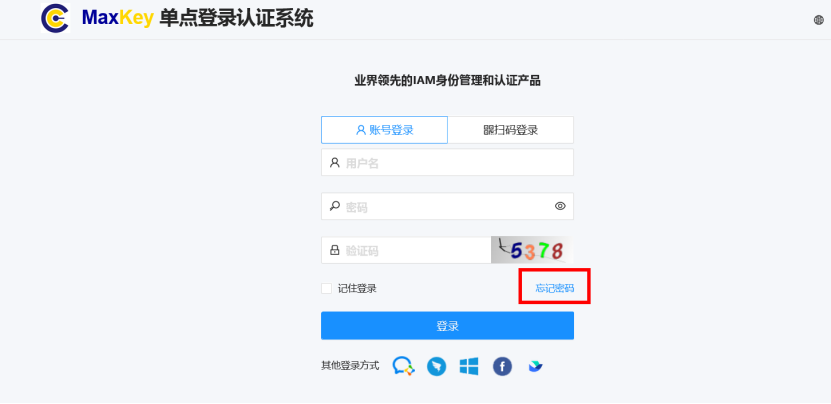 MaxKey 单点登录认证系统
业界领先的IAM身份管理和认证产品
账号登录
扫码登录
用户名
密码
验证码
5378
记住登录
忘记密码
登录
其他登录方式